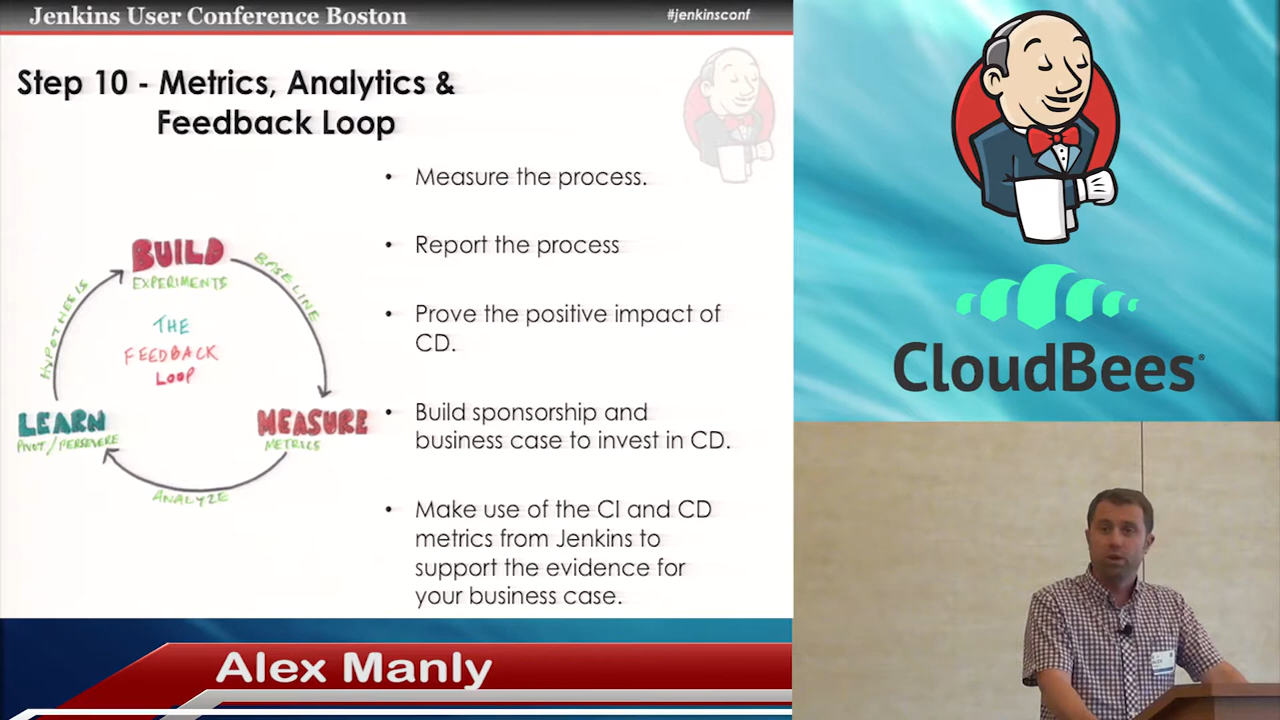 Jenkins User Conference Boston
#jenkinsconf
Step 10 - Metrics, Analytics &
Feedback Loop
• Measure the process.
• Report the process
• Prove the positive impact of
CD.
• Build sponsorship and
business case to invest in CD.
• Make use of the CI and CD
metrics from Jenkins to
support the evidence for
your business case.
BUILD
EXPERIMENTS
BASELINE
HYPOTHESIS
THE
FEEDBACK
LOOP
LEARN
PIVOT/PERSEVERE
MEASURE
METRICS
ANALYZE
CloudBees
Alex Manly
ALEX